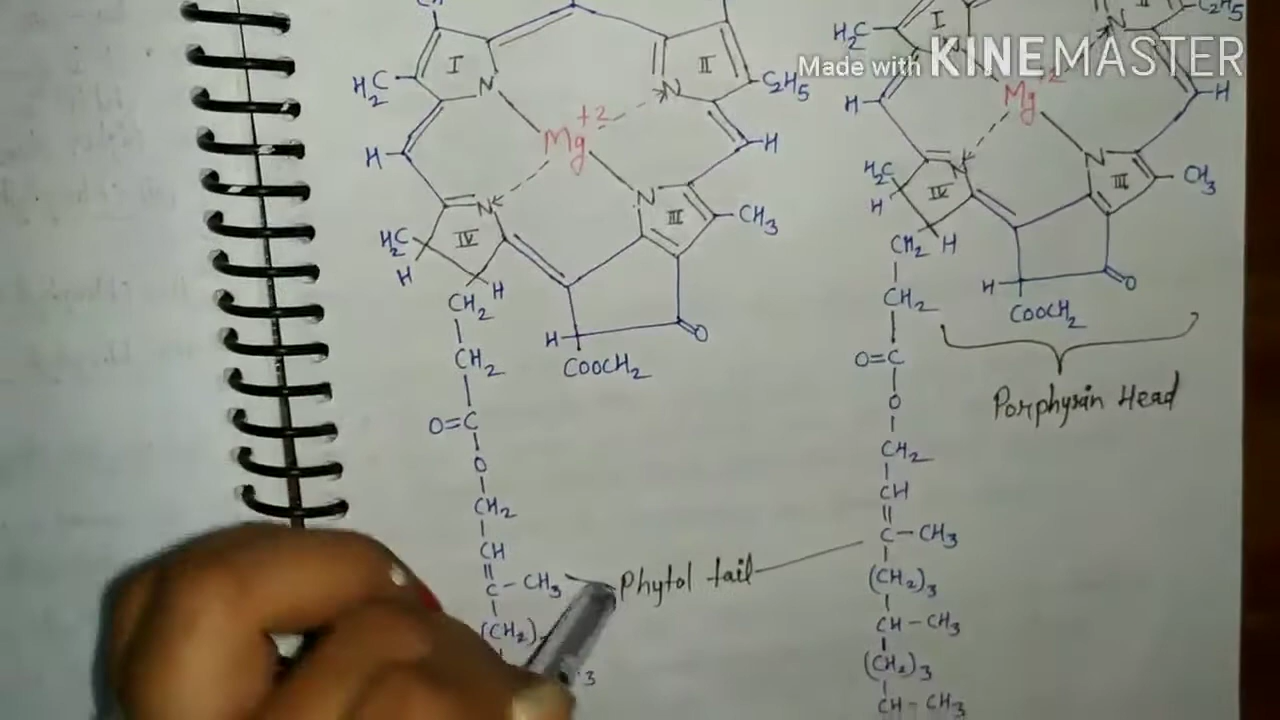 Made with KINEMASTER
I
N
II
N
H2C
C2H5
Mg+2
H
H
N
IV
N
III
H2C
H
H
CH3
CH2
CH2
H
O
COOCH2
O=C
O
CH2
CH
C-CH3
(CH2)
3
Phytol tail
I
II
N
C2H5
H2C
Mg+2
H
H
N
IV
N
III
H2C
H
H
CH3
CH2
CH2
H
O
COOCH2
O=C
O
Porphysin Head
CH2
CH
C-CH3
(CH2)3
CH-CH3
(CH2)3
CH-CH3